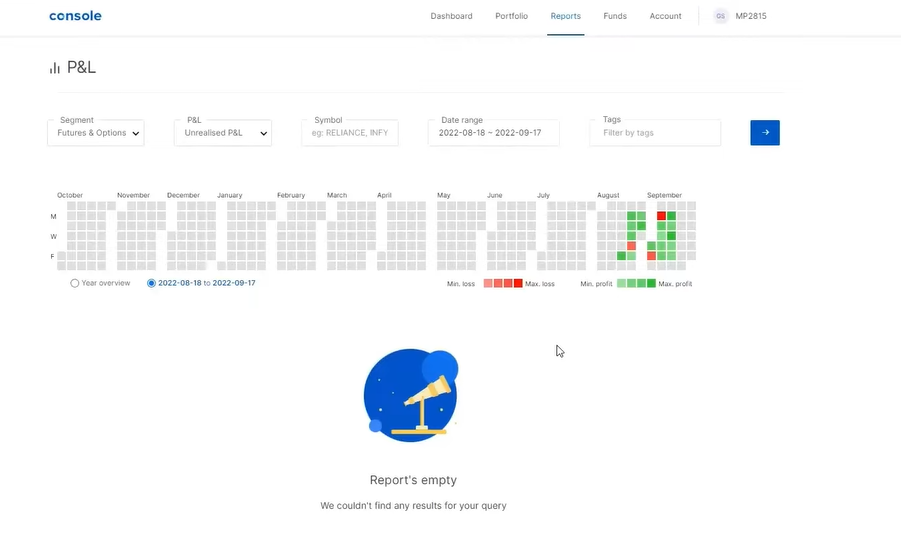 console
Dashboard Portfolio Reports Funds Account GS MP2815
P&L
Segment P&L Symbol Date range Tags
Futures & Options Unrealised P&L eg: RELIANCE, INFY 2022-08-18 ~ 2022-09-17 Filter by tags
October November December January February March April May June July August September
M
W
F
Year overview 2022-08-18 to 2022-09-17 Min. loss Max. loss Min. profit Max. profit
Report's empty
We couldn't find any results for your query